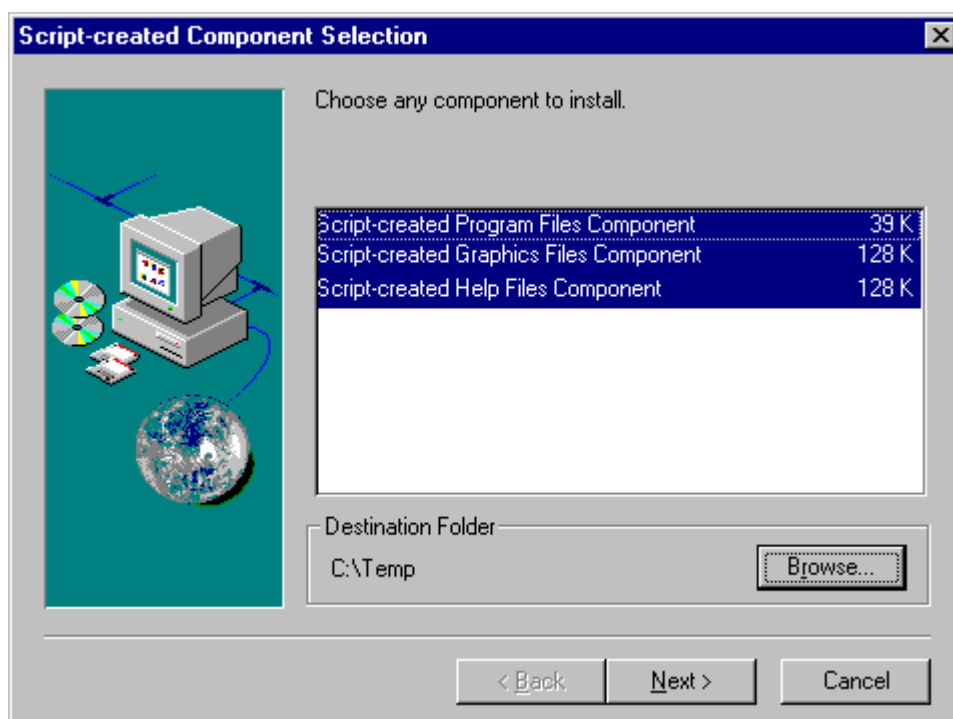 Script-created Component Selection
Choose any component to install.
Script-created Program Files Component 39 K
Script-created Graphics Files Component 128 K
Script-created Help Files Component 128 K
Destination Folder
C:\Temp
Browse...
< Back Next > Cancel